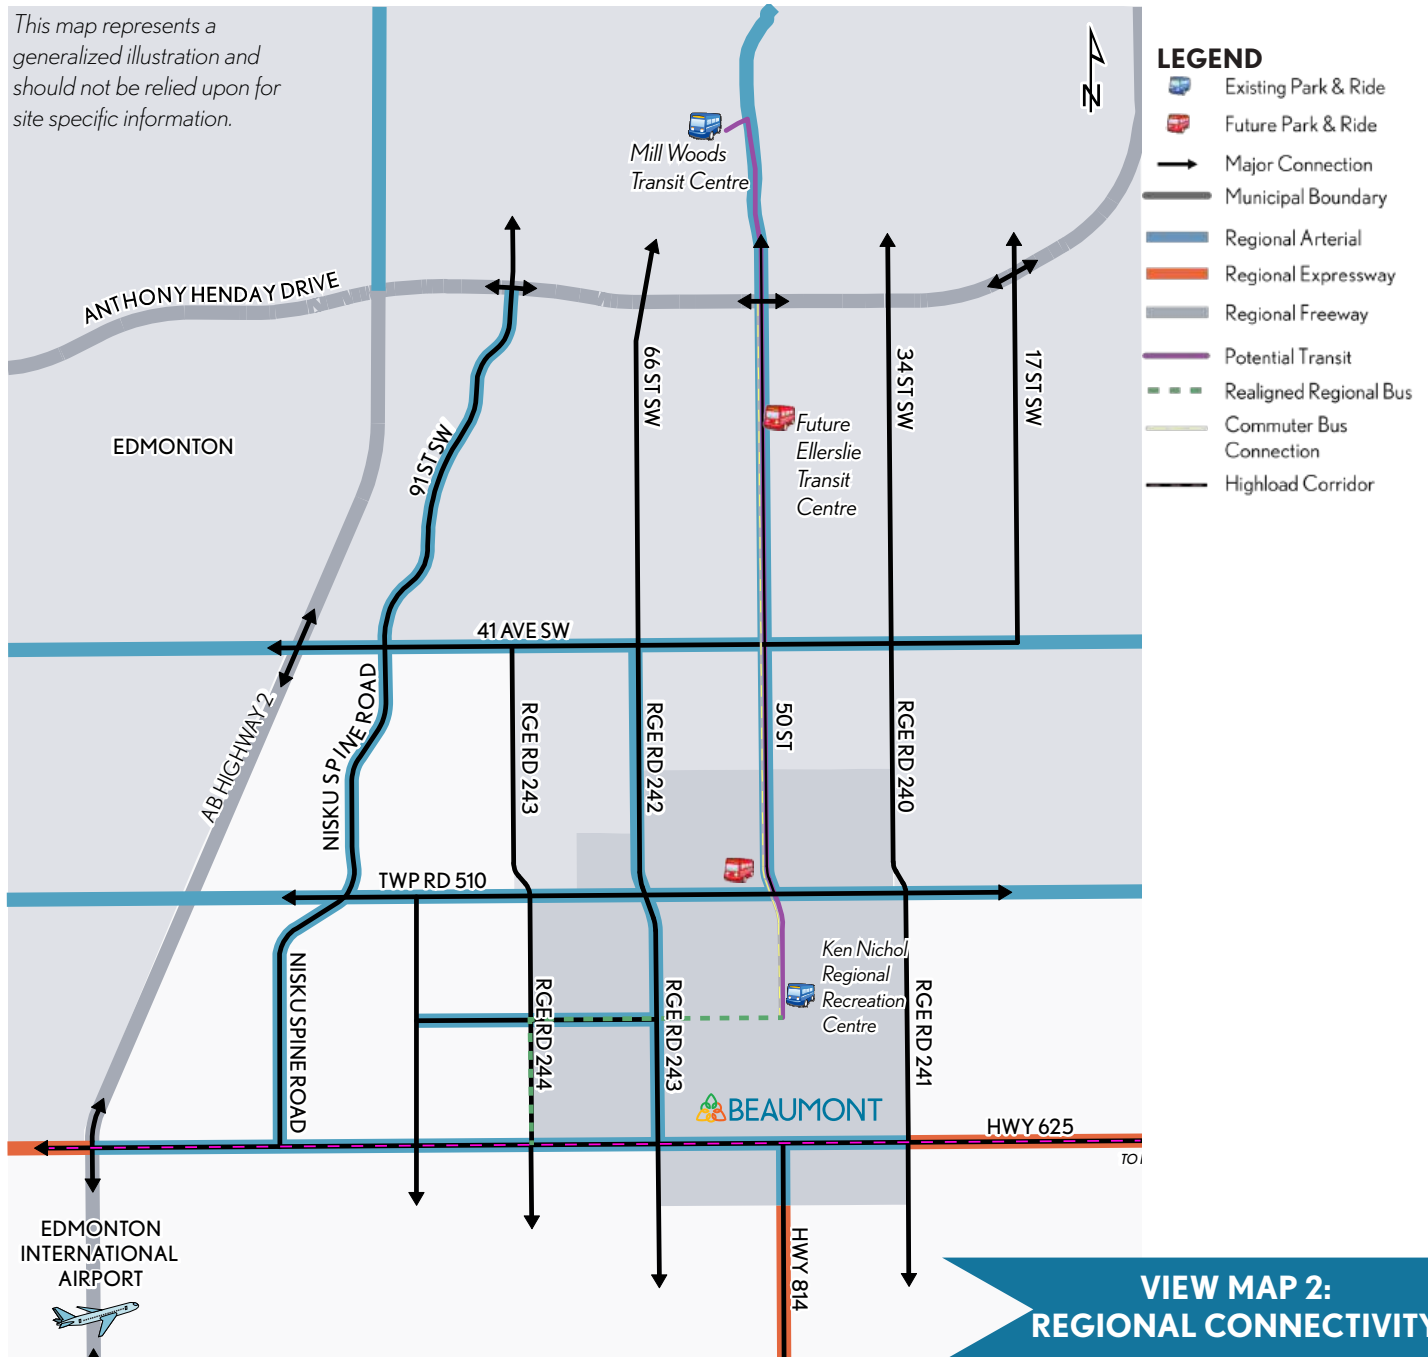 This map represents a
generalized illustration and
should not be relied upon for
site specific information.
N
LEGEND
Existing Park & Ride
Future Park & Ride
Major Connection
Municipal Boundary
Regional Arterial
Regional Expressway
Regional Freeway
Potential Transit
Realigned Regional Bus
Commuter Bus
Connection
Highload Corridor
Mill Woods
Transit Centre
ANTHONY HENDAY DRIVE
66 ST SW
34 ST SW
17 ST SW
91 ST SW
EDMONTON
Future
Ellerslie
Transit
Centre
41 AVE SW
NISKU SPINE ROAD
AB HIGHWAY 2
RGE RD 243
RGE RD 242
50 ST
RGE RD 240
TWP RD 510
Ken Nichol
Regional
Recreation
Centre
NISKU SPINE ROAD
RGE RD 244
RGE RD 243
RGE RD 241
BEAUMONT
HWY 625
TO
EDMONTON
INTERNATIONAL
AIRPORT
HWY 814
VIEW MAP 2:
REGIONAL CONNECTIVITY